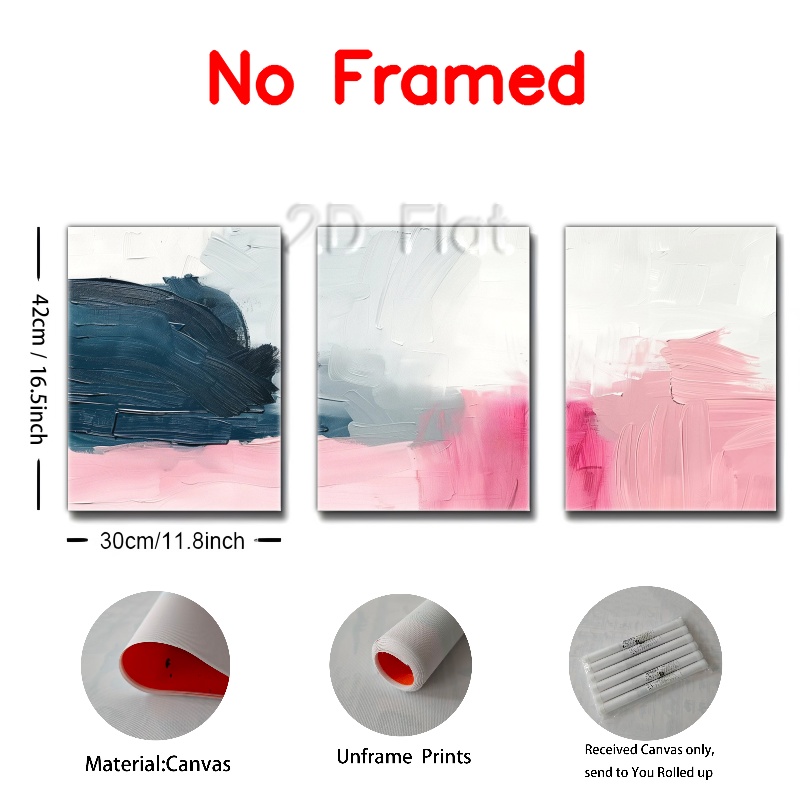 No Framed
2D Flat
42cm / 16.5inch
30cm/11.8inch
Material:Canvas
Unframe Prints
Received Canvas only,
send to You Rolled up